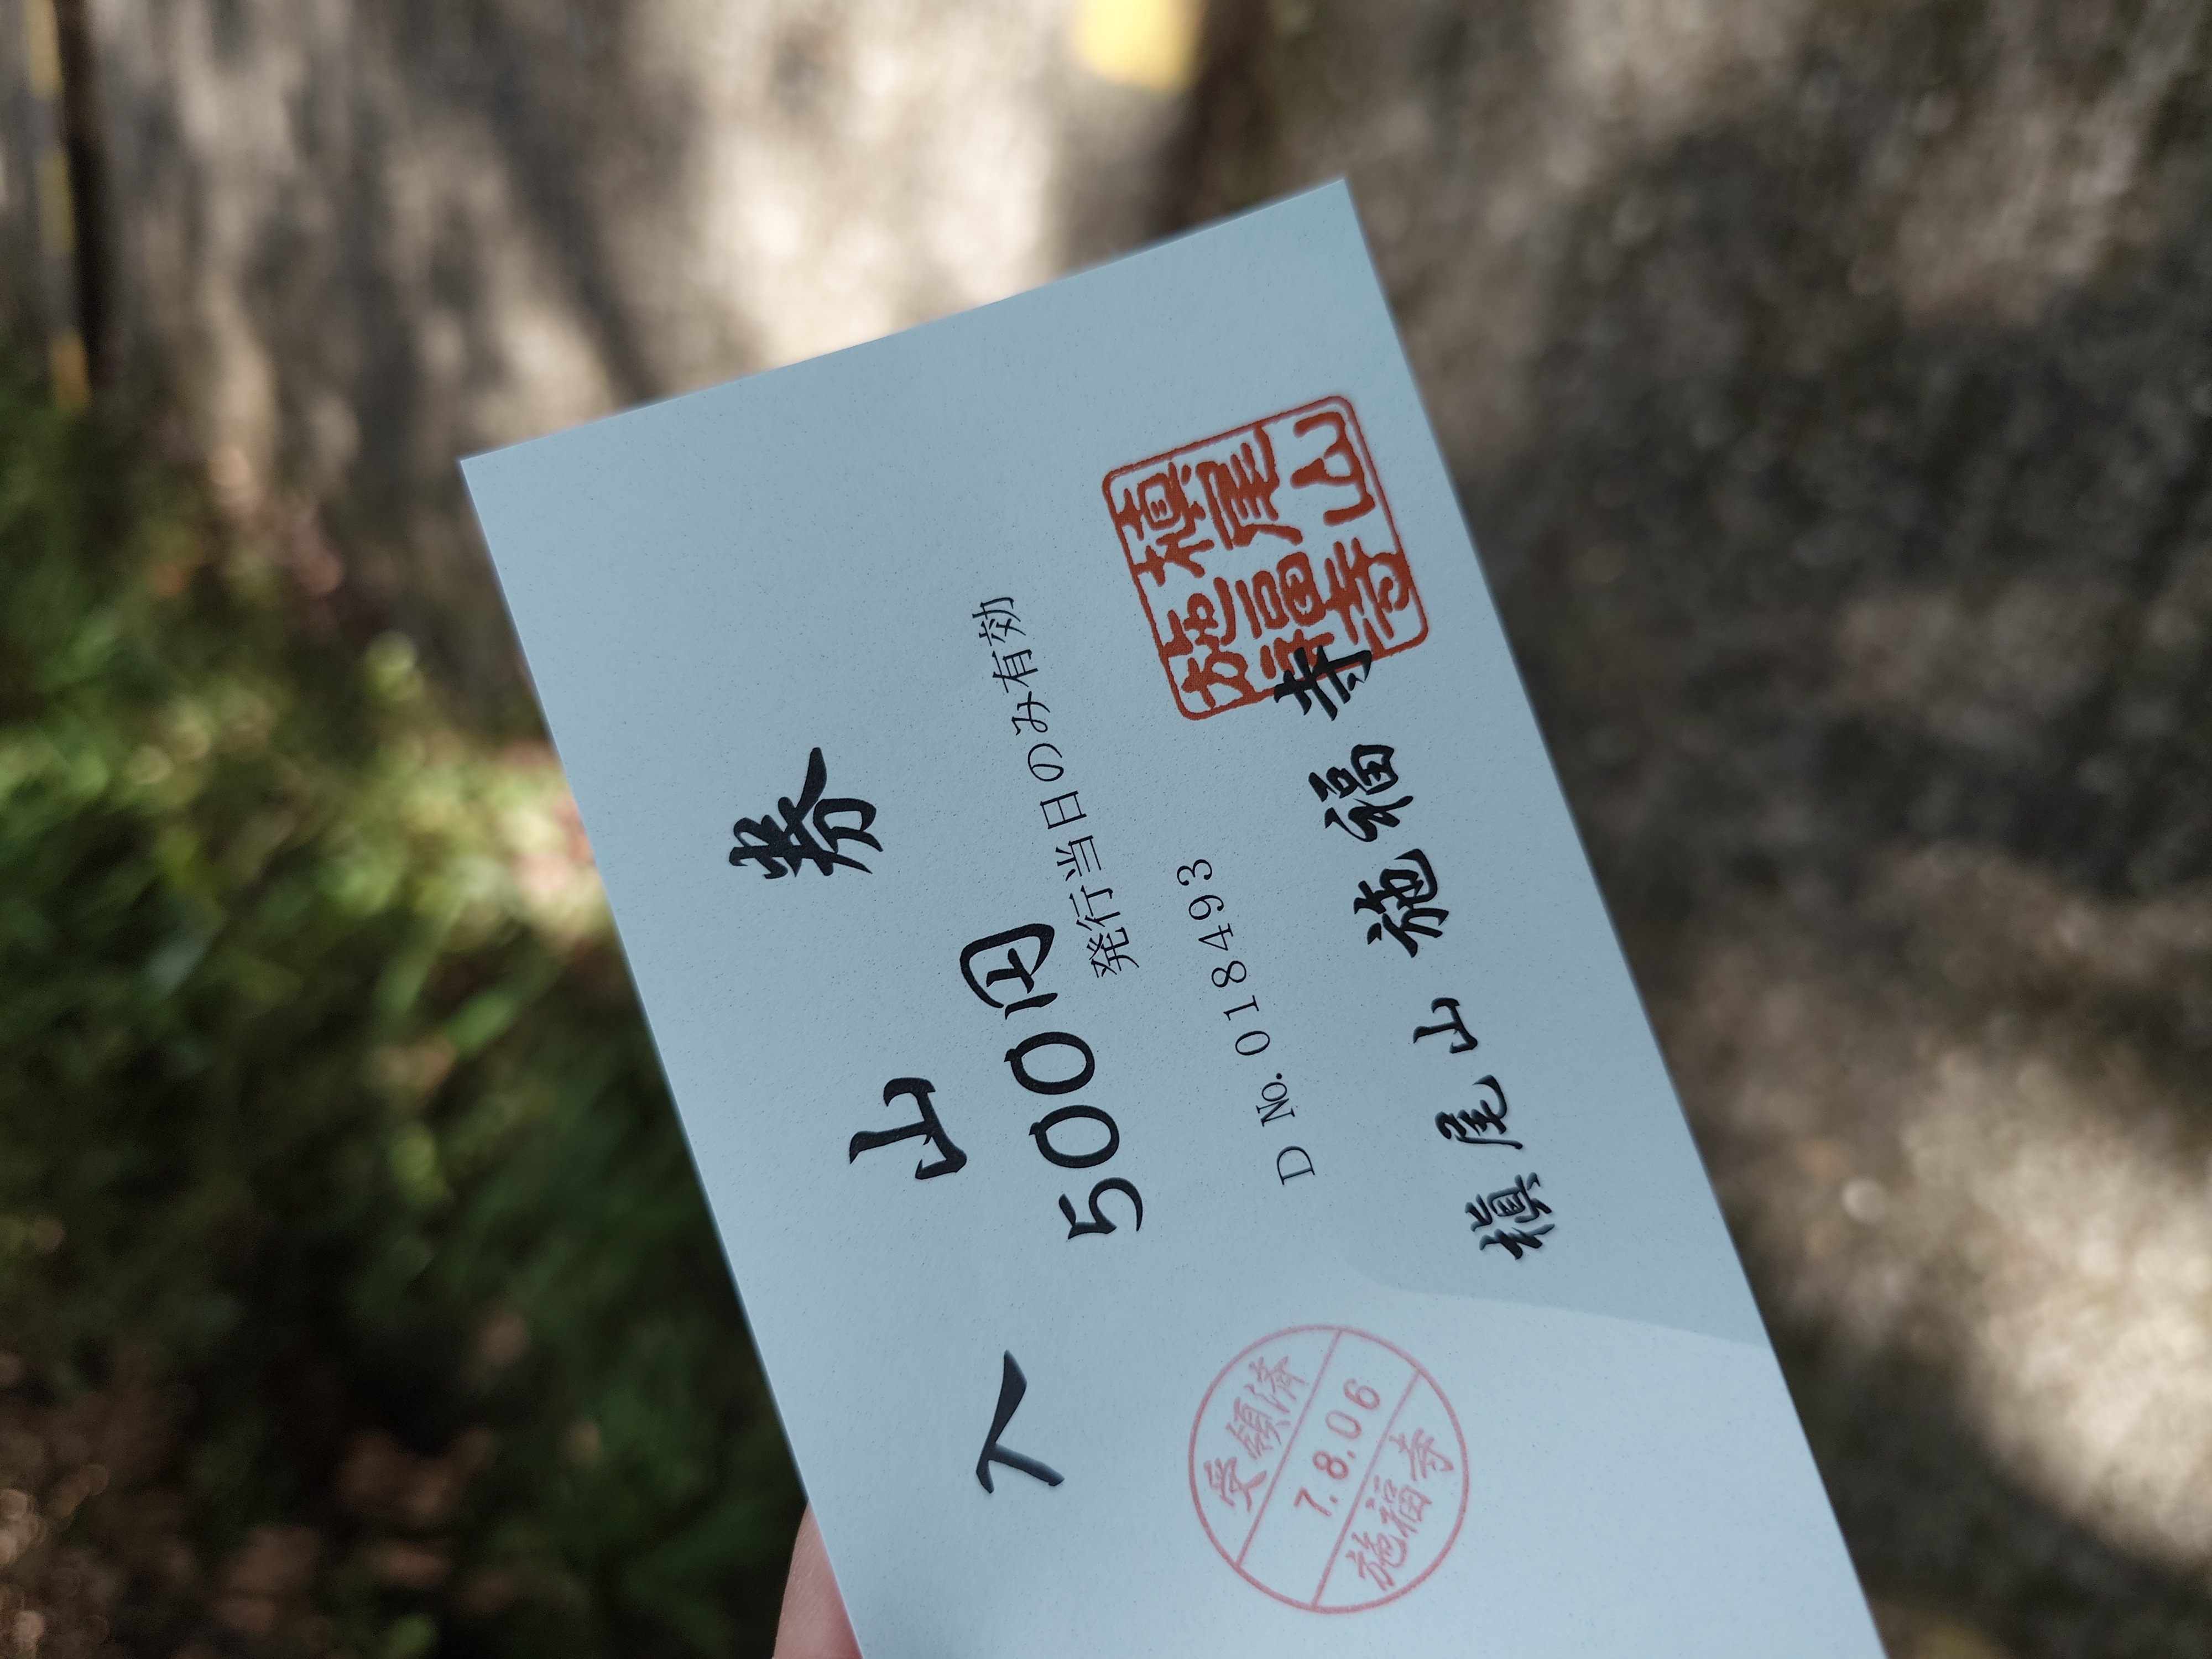 入山券
500円
発行当日のみ有効
D No. 0184493
槇尾山 施福寺
槇尾山
施福寺
受領済
7.8.06
施福寺